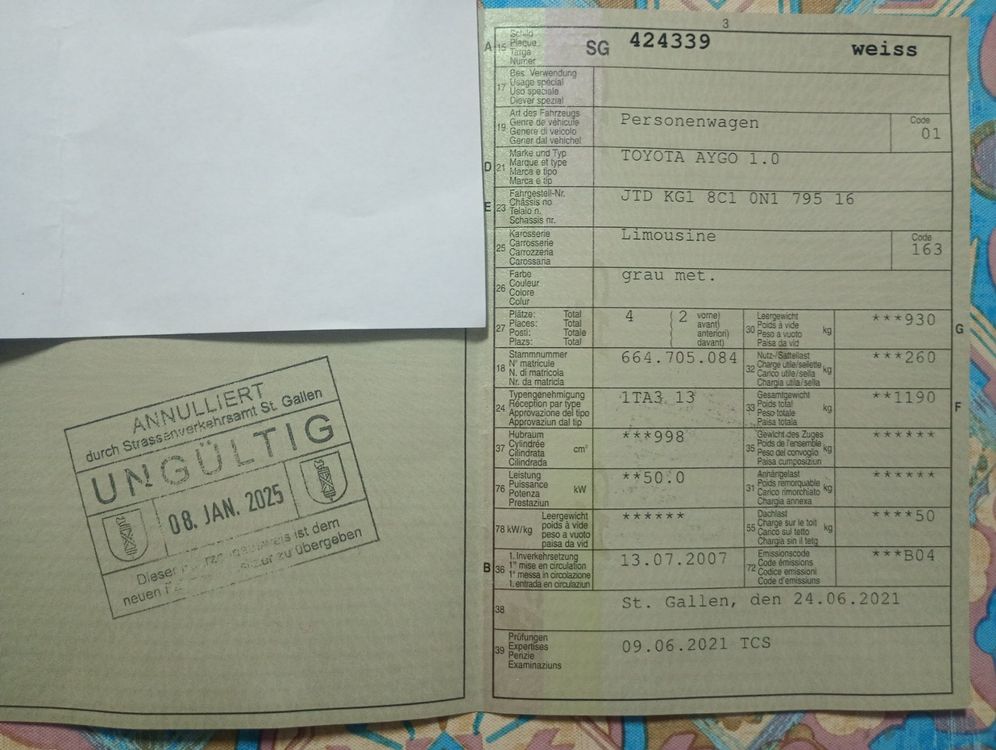 ANNULLIERT
durch Strassenverkehrsamt St. Gallen
UNGÜLTIG
08. JAN. 2025
Dieser ist dem
neuen zu übergeben
3
A 15 Schild
Plaque
Targa
Numer
SG 424339 weiss
17 Bes. Verwendung
Usage spécial
Uso speciale
Diever spezial
19 Art des Fahrzeugs
Genre de véhicule
Genere di veicolo
Gener dal vehichel
Personenwagen
Code
01
D 21 Marke und Typ
Marque et type
Marca e tipo
Marca e tip
TOYOTA AYGO 1.0
E 23 Fahrgestell-Nr.
Châssis no
Telaio n.
Schassis nr.
JTD KG1 8C1 0N1 795 16
25 Karosserie
Carrosserie
Carrozzeria
Carossaria
Limousine
Code
163
26 Farbe
Couleur
Colore
Colur
grau met.
27 Plätze: Total
Places: Total
Posti: Totale
Plazs: Total
4 ( 2 vorne)
avant)
anteriori)
davant)
30 Leergewicht
Poids à vide
Peso a vuoto
Paisa da vid
kg ***930 G
18 Stammnummer
N° matricule
N. di matricola
Nr. da matricla
664.705.084
32 Nutz-/Sattellast
Charge utile/sellette
Carico utile/sella
Chargia utila/sella
kg ***260
24 Typengenehmigung
Réception par type
Approvazione del tipo
Approvaziun dal tip
1TA3 13
33 Gesamtgewicht
Poids total
Peso totale
Paisa totala
kg **1190 F
37 Hubraum
Cylindrée
Cilindrata
Cilindrada
cm³ ***998
35 Gewicht des Zuges
Poids de l'ensemble
Peso del convoglio
Paisa cumposiziun
kg ******
76 Leistung
Puissance
Potenza
Prestaziun
kW **50.0
31 Anhängelast
Poids remorquable
Carico rimorchiato
Chargia annexa
kg ******
78 kW/kg Leergewicht
poids à vide
peso a vuoto
paisa da vid
******
55 Dachlast
Charge sur le toit
Carico sul tetto
Chargia sin il tetg
kg ****50
B 36 1. Inverkehrsetzung
1re mise en circulation
1a messa in circolazione
1. entrada en circulaziun
13.07.2007
72 Emissionscode
Code émissions
Codice emissioni
Code d'emissiuns
***B04
38 St. Gallen, den 24.06.2021
39 Prüfungen
Expertises
Perizie
Examinaziuns
09.06.2021 TCS